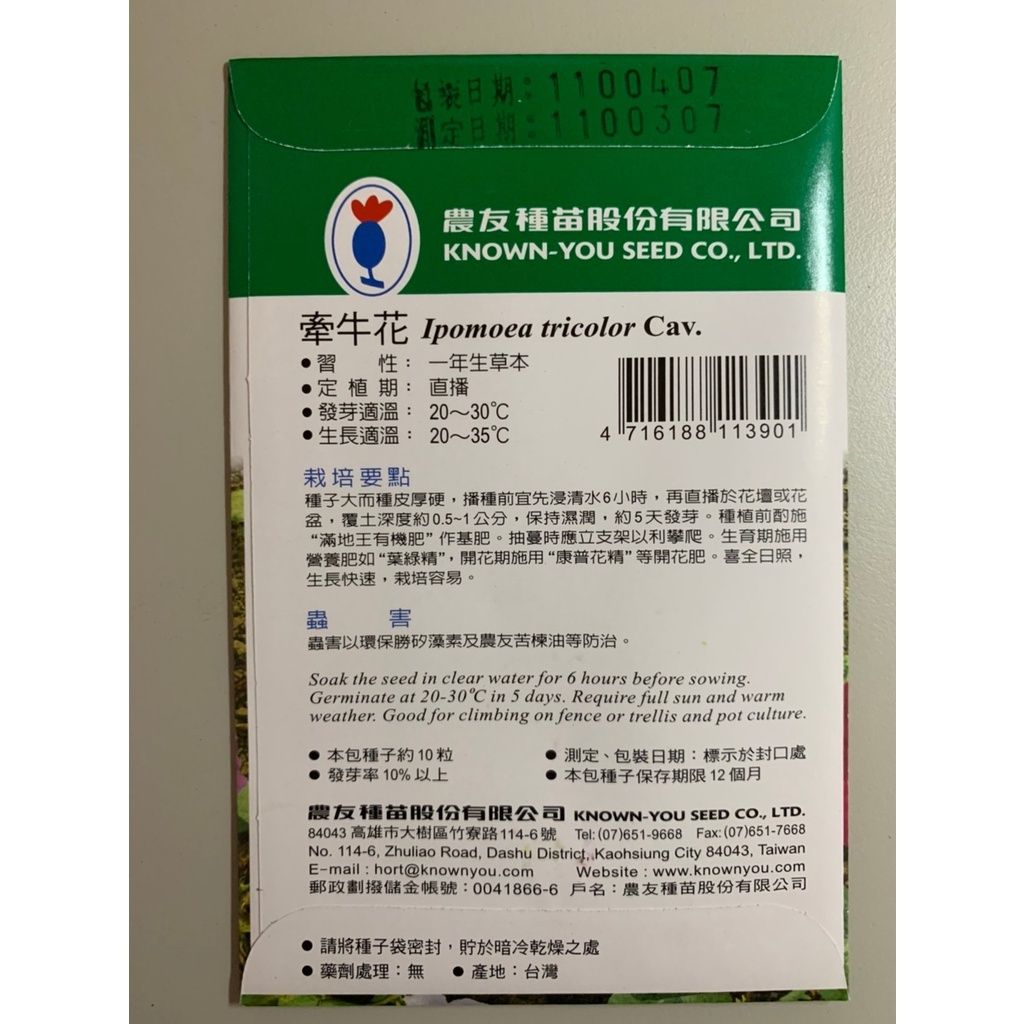 包裝日期：1100407
測定日期：1100307
農友種苗股份有限公司
KNOWN-YOU SEED CO., LTD.
牽牛花 Ipomoea tricolor Cav.
●習　　性：一年生草本
●定 植 期：直播
●發芽適溫：20～30℃
●生長適溫：20～35℃
4 716188 113901
栽培要點
種子大而種皮厚硬，播種前宜先浸清水6小時，再直播於花壇或花
盆，覆土深度約0.5~1公分，保持濕潤，約5天發芽。種植前酌施
“滿地王有機肥”作基肥。抽蔓時應立支架以利攀爬。生育期施用
營養肥如“葉綠精”，開花期施用“康普花精”等開花肥。喜全日照，
生長快速，栽培容易。
蟲　　害
蟲害以環保勝矽藻素及農友苦楝油等防治。
Soak the seed in clear water for 6 hours before sowing.
Germinate at 20-30℃ in 5 days. Require full sun and warm
weather. Good for climbing on fence or trellis and pot culture.
●本包種子約10粒　●測定、包裝日期：標示於封口處
●發芽率10%以上　●本包種子保存期限12個月
農友種苗股份有限公司 KNOWN-YOU SEED CO., LTD.
84043 高雄市大樹區竹寮路114-6號 Tel: (07)651-9668 Fax: (07)651-7668
No. 114-6, Zhuliao Road, Dashu District, Kaohsiung City 84043, Taiwan
E-mail : hort@knownyou.com Website : www.knownyou.com
郵政劃撥儲金帳號：0041866-6 戶名：農友種苗股份有限公司
●請將種子袋密封，貯於暗冷乾燥之處
●藥劑處理：無 ●產地：台灣